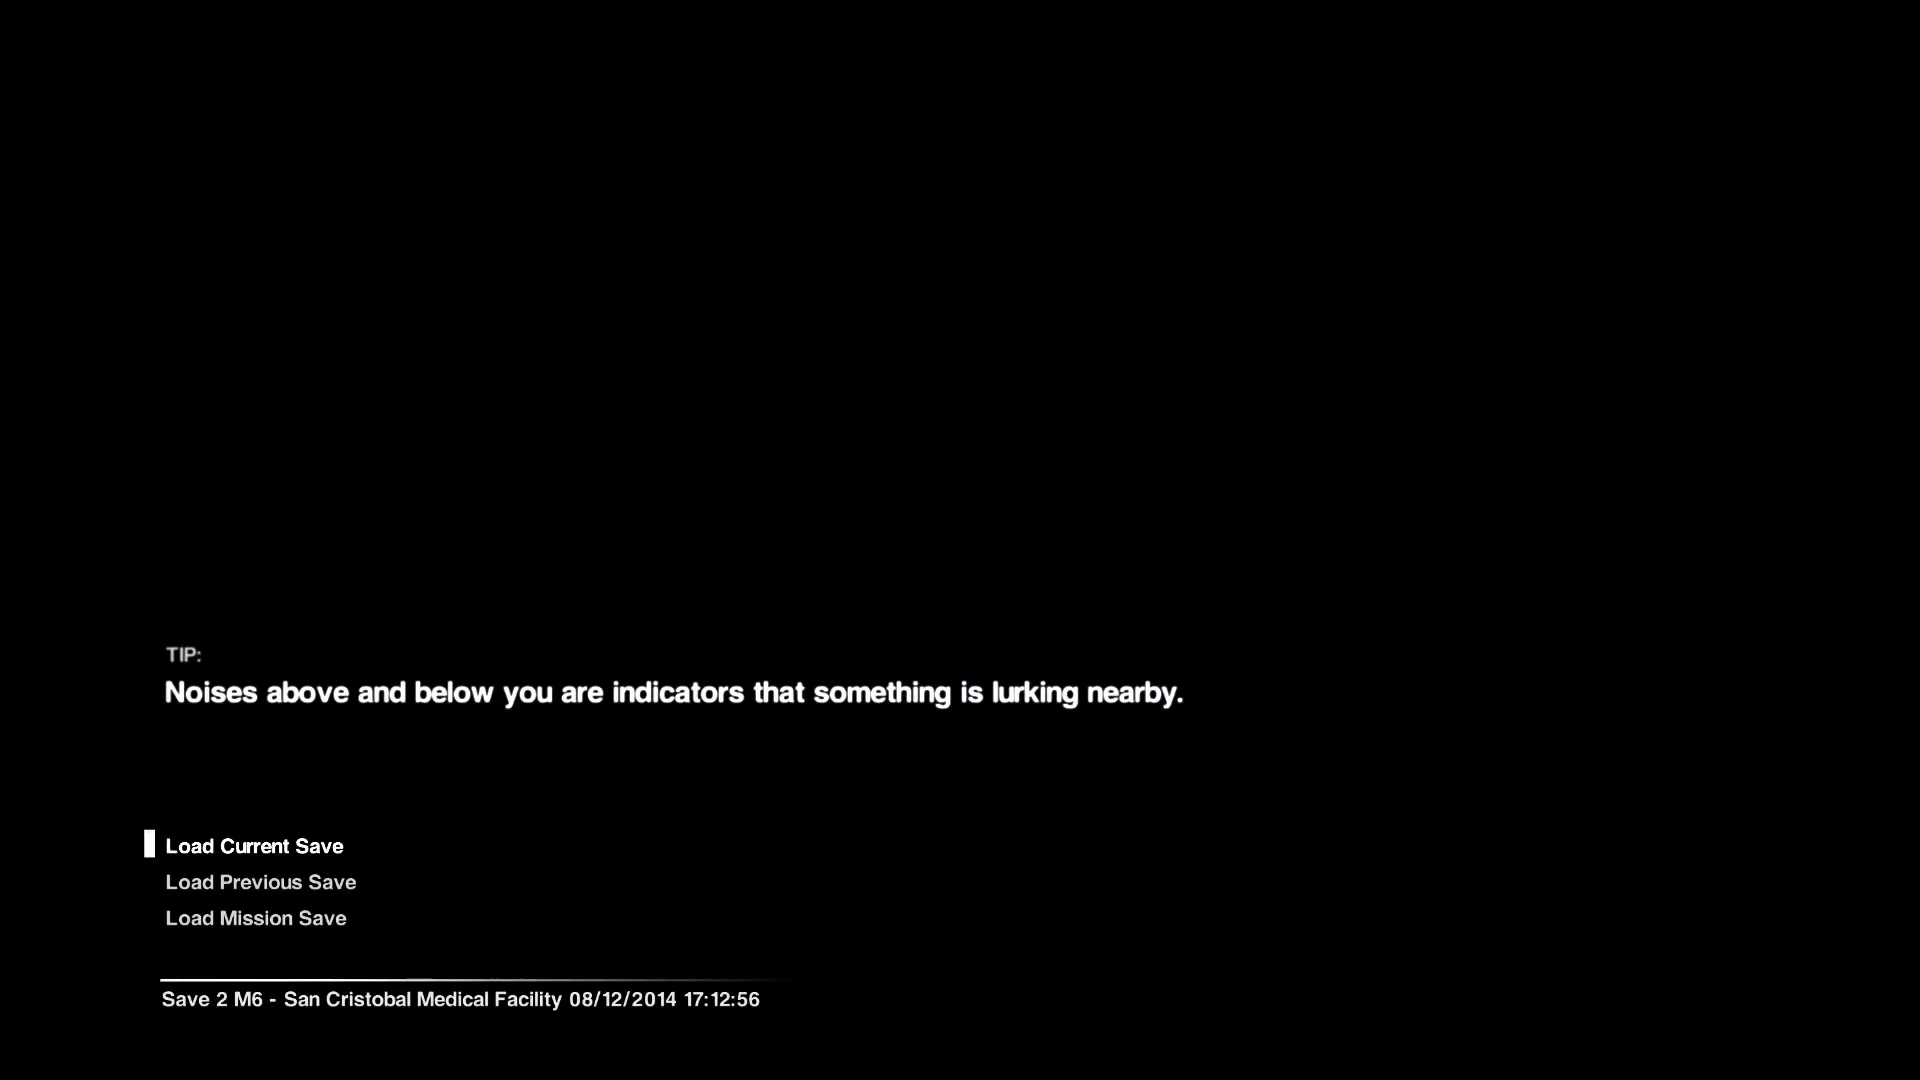 TIP:
Noises above and below you are indicators that something is lurking nearby.
Load Current Save
Load Previous Save
Load Mission Save
Save 2 M6 - San Cristobal Medical Facility 08/12/2014 17:12:56